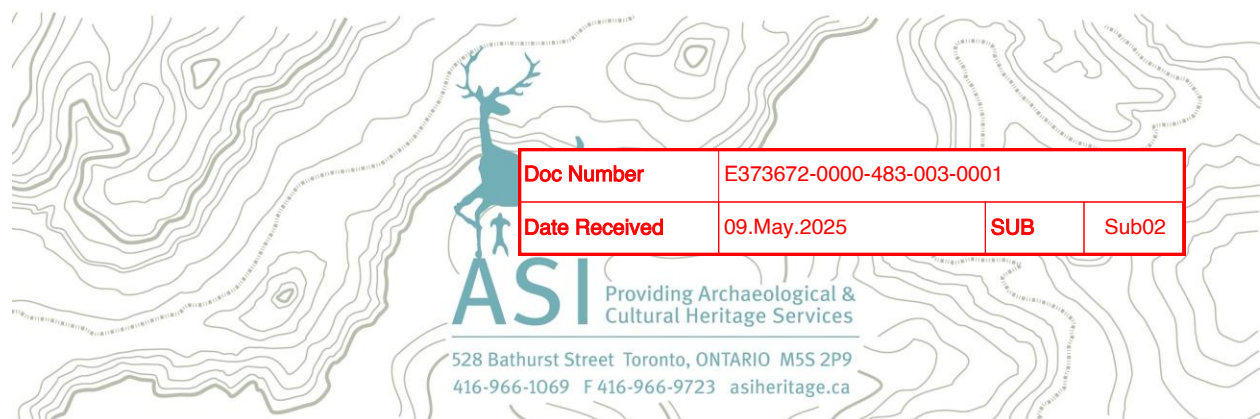 Doc Number E373672-0000-483-003-0001
Date Received 09.May.2025 SUB Sub02
ASI Providing Archaeological &
Cultural Heritage Services
528 Bathurst Street Toronto, ONTARIO M5S 2P9
416-966-1069 F 416-966-9723 asiheritage.ca